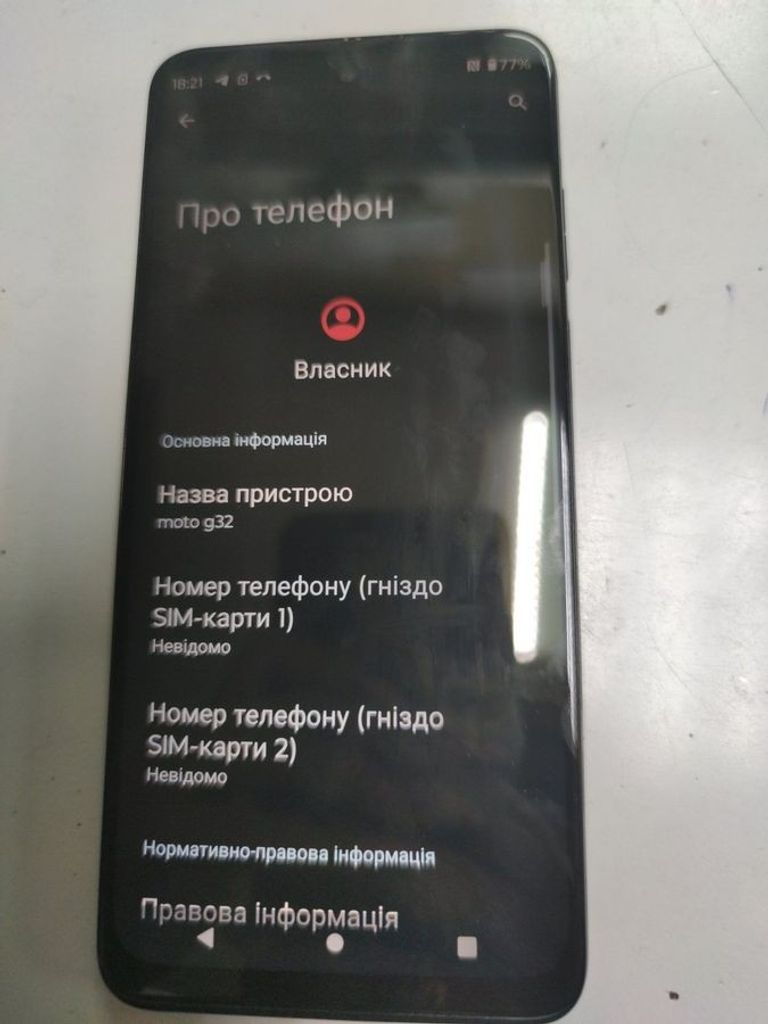 18:21
77%
Про телефон
Власник
Основна інформація
Назва пристрою
moto g32
Номер телефону (гніздо
SIM-карти 1)
Невідомо
Номер телефону (гніздо
SIM-карти 2)
Невідомо
Нормативно-правова інформація
Правова інформація